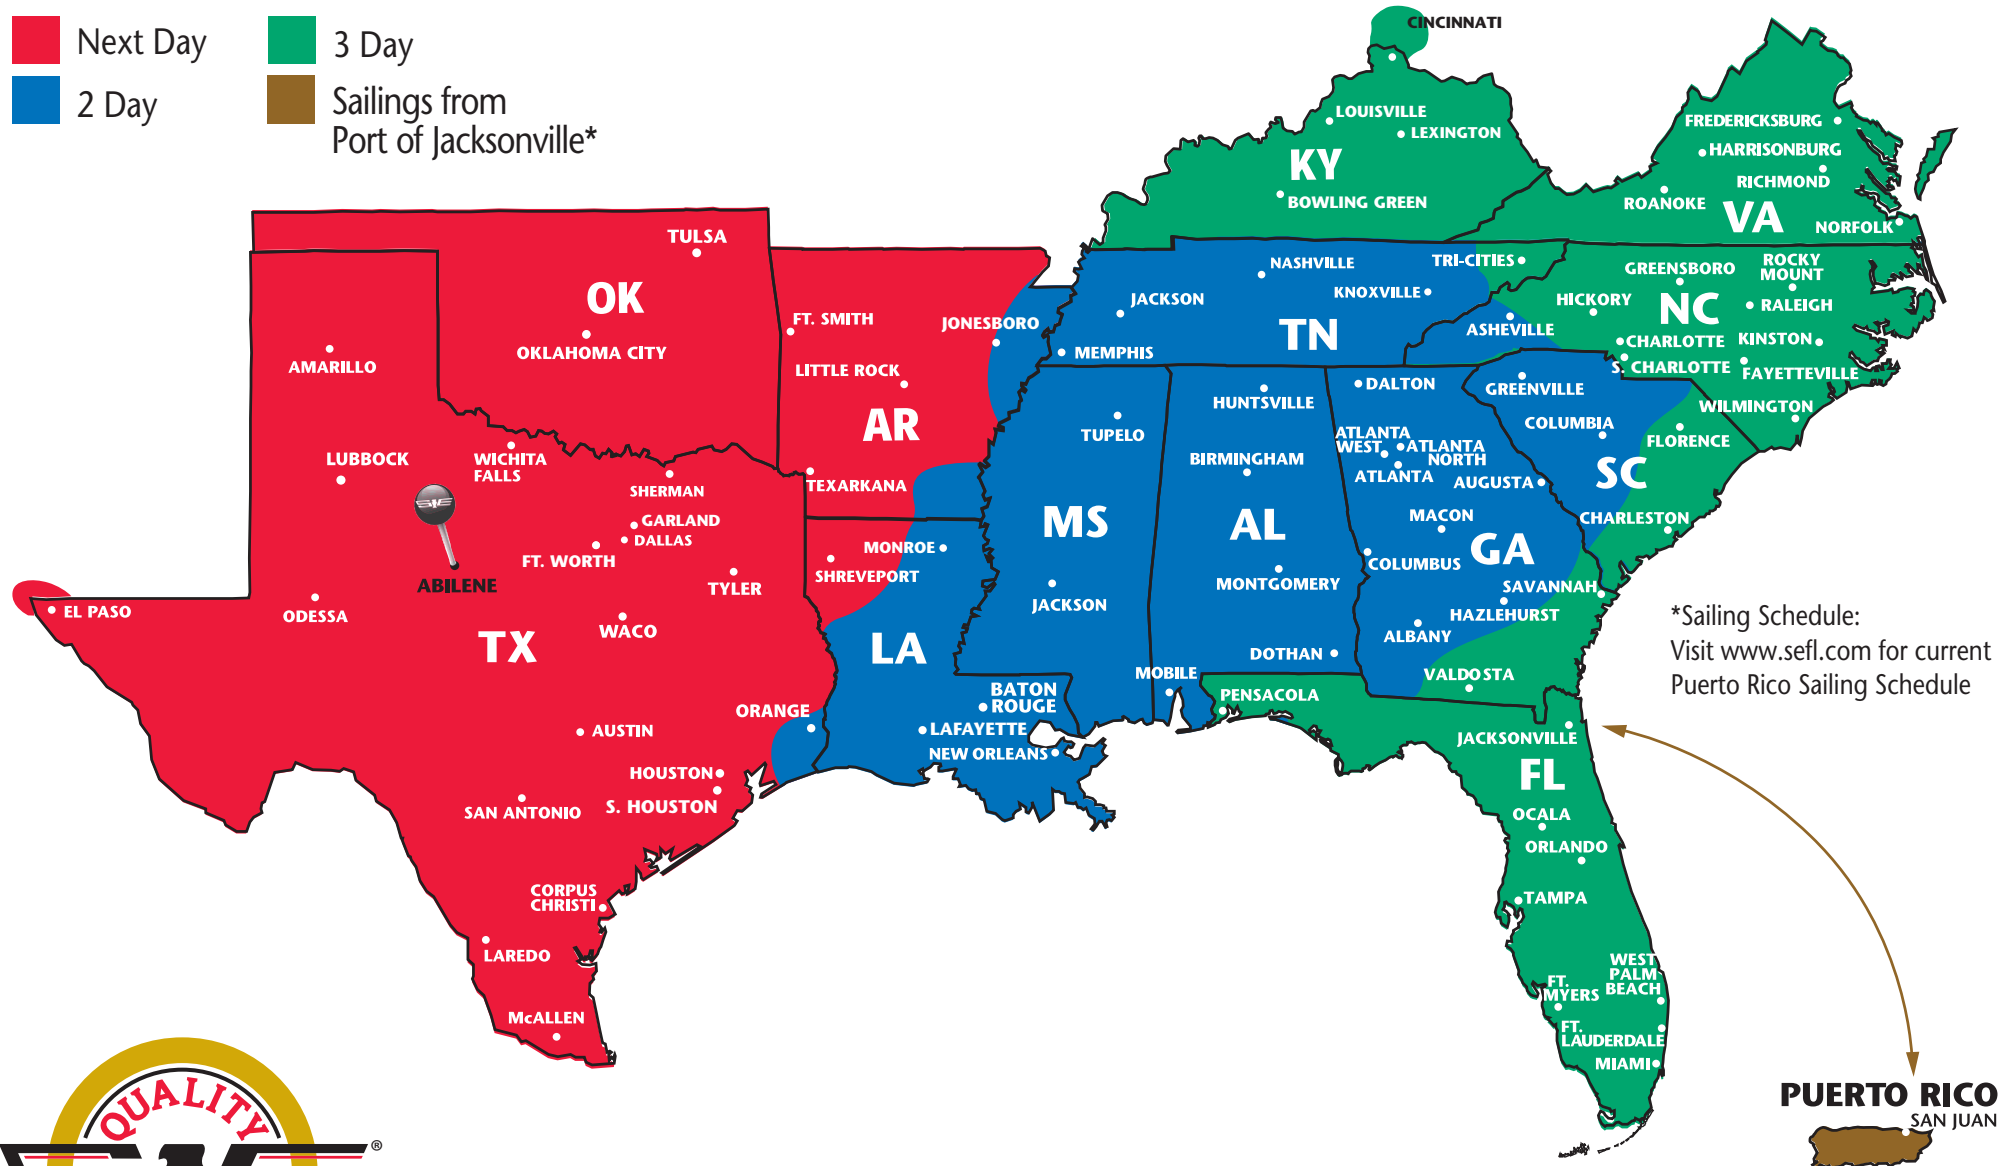 Next Day
3 Day
2 Day
Sailings from
Port of Jacksonville*
CINCINNATI
LOUISVILLE
LEXINGTON
KY
BOWLING GREEN
FREDERICKSBURG
HARRISONBURG
RICHMOND
ROANOKE
VA
NORFOLK
TULSA
OK
OKLAHOMA CITY
AMARILLO
FT. SMITH
JONESBORO
LITTLE ROCK
AR
TEXARKANA
NASHVILLE
TRI-CITIES
JACKSON
KNOXVILLE
TN
MEMPHIS
ASHEVILLE
GREENSBORO
ROCKY
MOUNT
HICKORY
NC
RALEIGH
CHARLOTTE
KINSTON
S. CHARLOTTE
FAYETTEVILLE
WILMINGTON
LUBBOCK
WICHITA
FALLS
SHERMAN
GARLAND
DALLAS
FT. WORTH
ABILENE
TYLER
EL PASO
ODESSA
WACO
TX
ORANGE
AUSTIN
HOUSTON
S. HOUSTON
SAN ANTONIO
CORPUS
CHRISTI
LAREDO
McALLEN
MONROE
SHREVEPORT
LA
BATON
ROUGE
LAFAYETTE
NEW ORLEANS
TUPELO
MS
JACKSON
HUNTSVILLE
BIRMINGHAM
AL
MONTGOMERY
DOTHAN
MOBILE
DALTON
ATLANTA
WEST
ATLANTA
NORTH
ATLANTA
AUGUSTA
MACON
GA
COLUMBUS
SAVANNAH
HAZLEHURST
ALBANY
VALDOSTA
GREENVILLE
COLUMBIA
FLORENCE
SC
CHARLESTON
PENSACOLA
JACKSONVILLE
FL
OCALA
ORLANDO
TAMPA
WEST
PALM
BEACH
FT.
MYERS
FT.
LAUDERDALE
MIAMI
*Sailing Schedule:
Visit www.sefl.com for current
Puerto Rico Sailing Schedule
PUERTO RICO
SAN JUAN
QUALITY
®